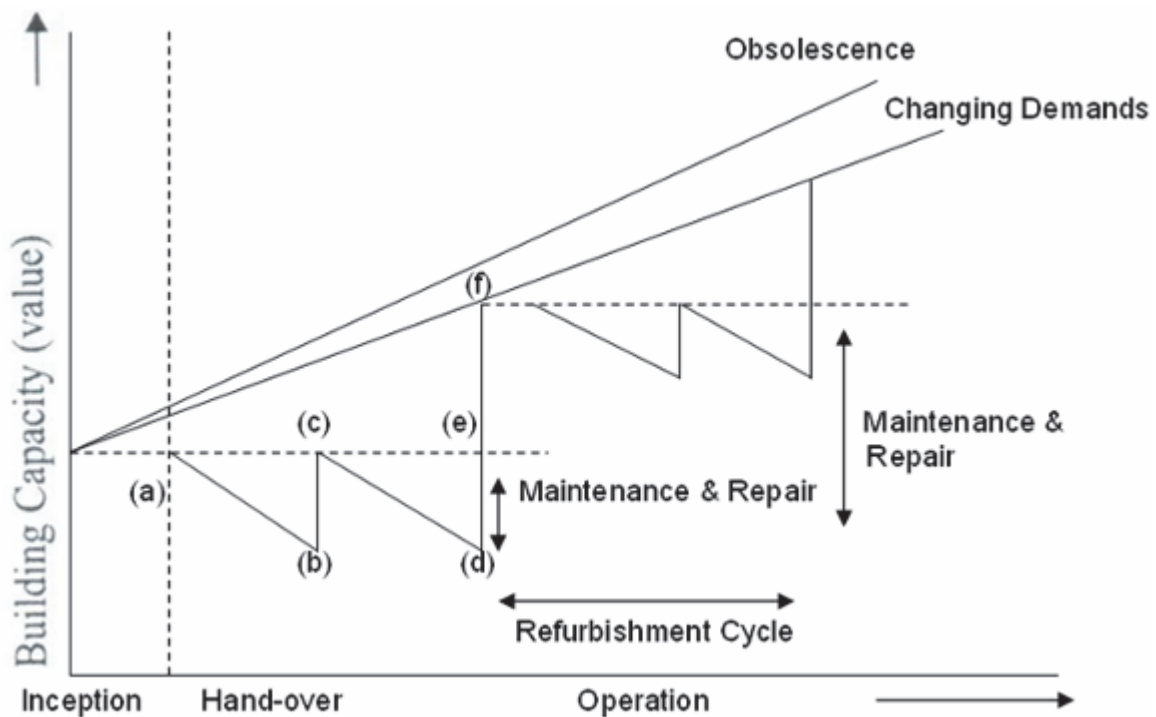 Building Capacity (value)
Obsolescence
Changing Demands
(f)
(c)
(e)
(a)
Maintenance &
Repair
Maintenance & Repair
(b)
(d)
Refurbishment Cycle
Inception
Hand-over
Operation